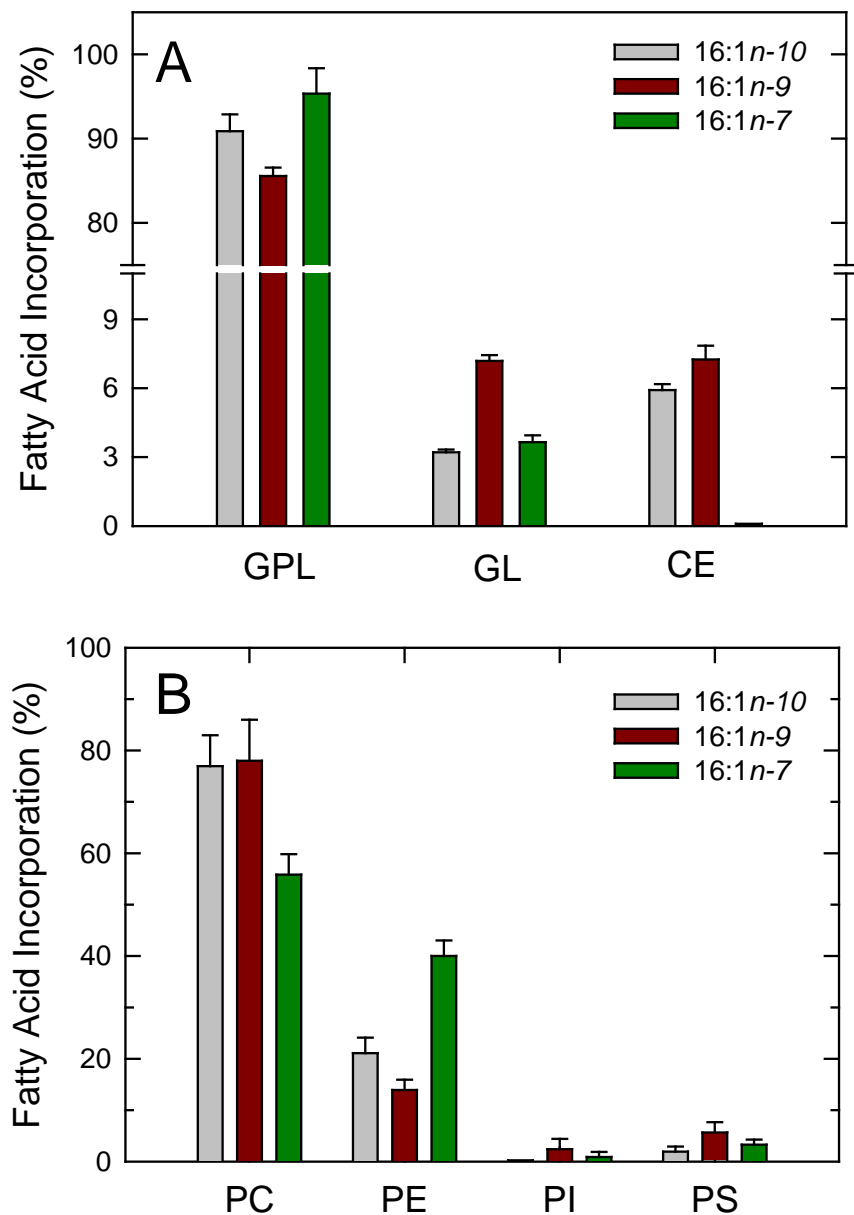 A
Fatty Acid Incorporation (%)
100
90
80
9
6
3
0
16:1n-10
16:1n-9
16:1n-7
GPL GL CE
B
Fatty Acid Incorporation (%)
100
80
60
40
20
0
16:1n-10
16:1n-9
16:1n-7
PC PE PI PS